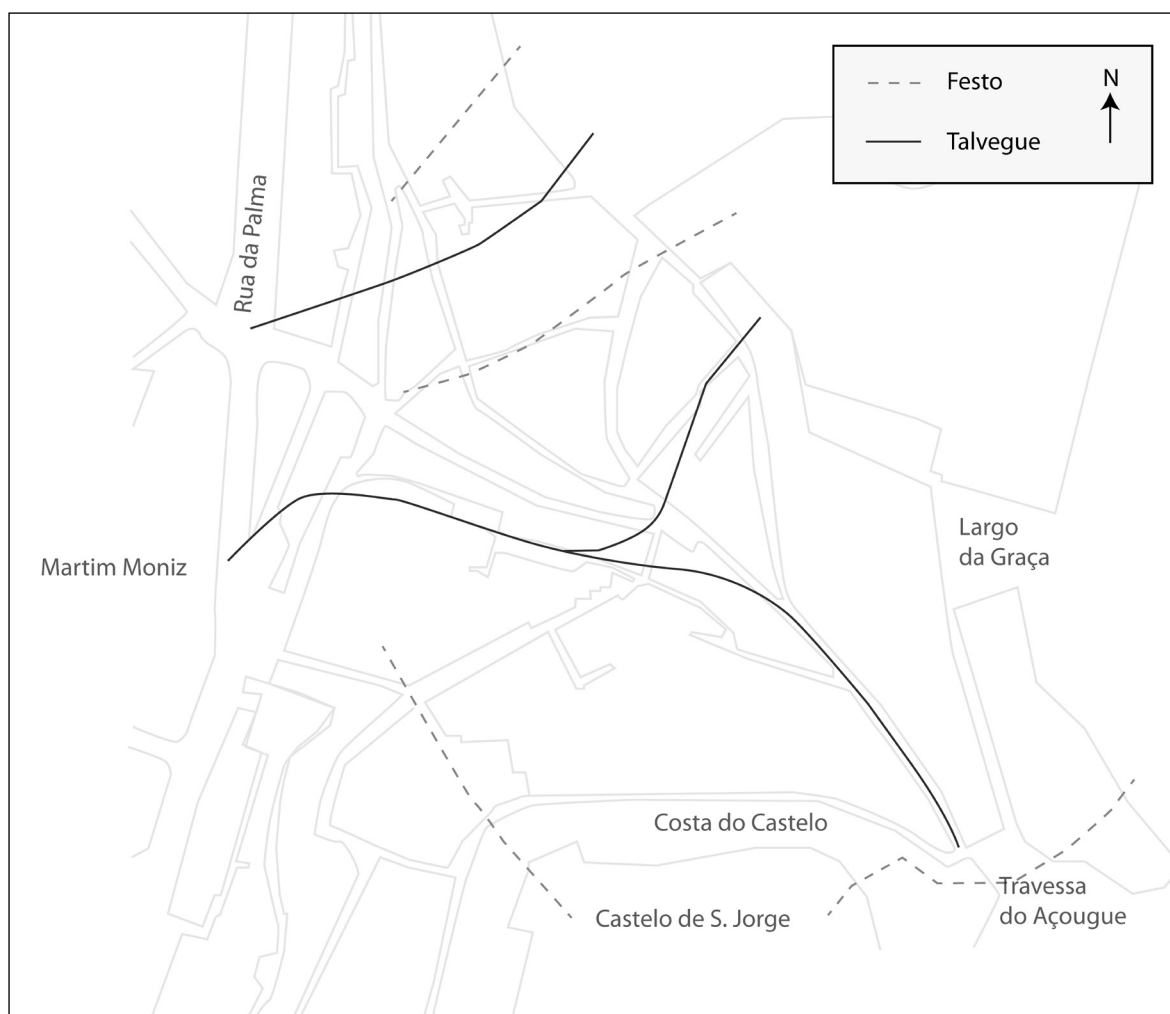 Festo
N
Talvegue
Rua da Palma
Martim Moniz
Largo
da Graça
Costa do Castelo
Castelo de S. Jorge
Travessa
do Açougue